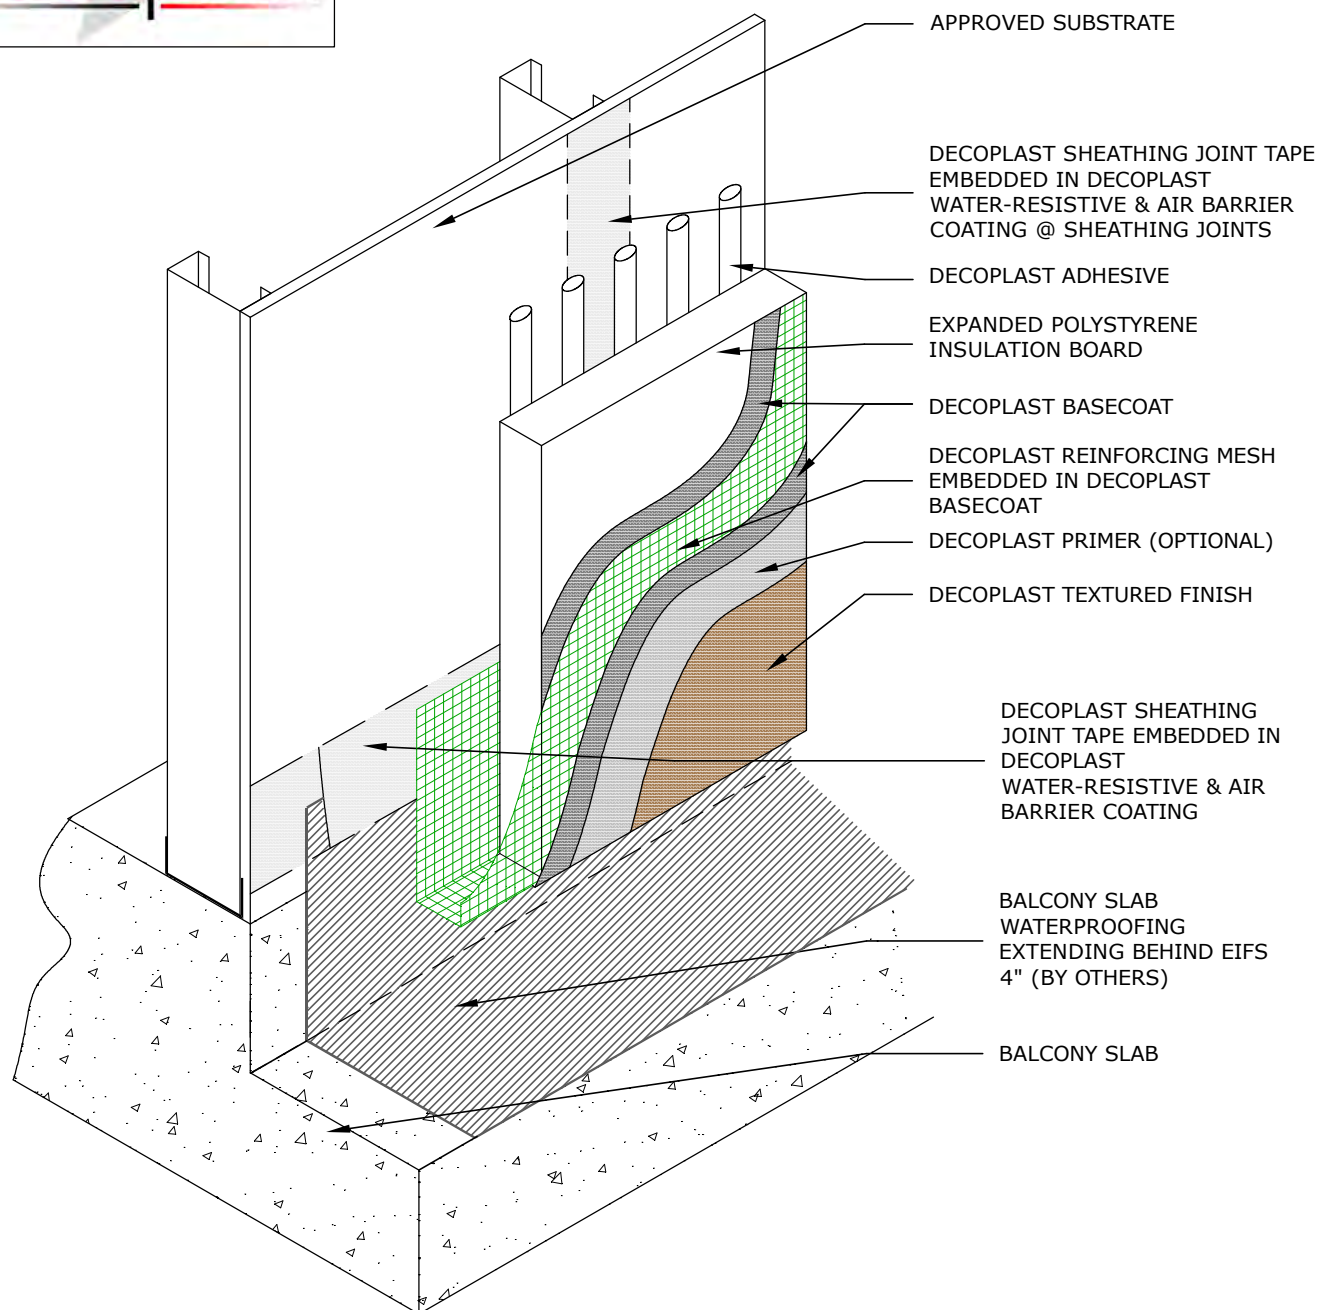 APPROVED SUBSTRATE
DECOPLAST SHEATHING JOINT TAPE
EMBEDDED IN DECOPLAST
WATER-RESISTIVE & AIR BARRIER
COATING @ SHEATHING JOINTS
DECOPLAST ADHESIVE
EXPANDED POLYSTYRENE
INSULATION BOARD
DECOPLAST BASECOAT
DECOPLAST REINFORCING MESH
EMBEDDED IN DECOPLAST
BASECOAT
DECOPLAST PRIMER (OPTIONAL)
DECOPLAST TEXTURED FINISH
DECOPLAST SHEATHING
JOINT TAPE EMBEDDED IN
DECOPLAST
WATER-RESISTIVE & AIR
BARRIER COATING
BALCONY SLAB
WATERPROOFING
EXTENDING BEHIND EIFS
4" (BY OTHERS)
BALCONY SLAB